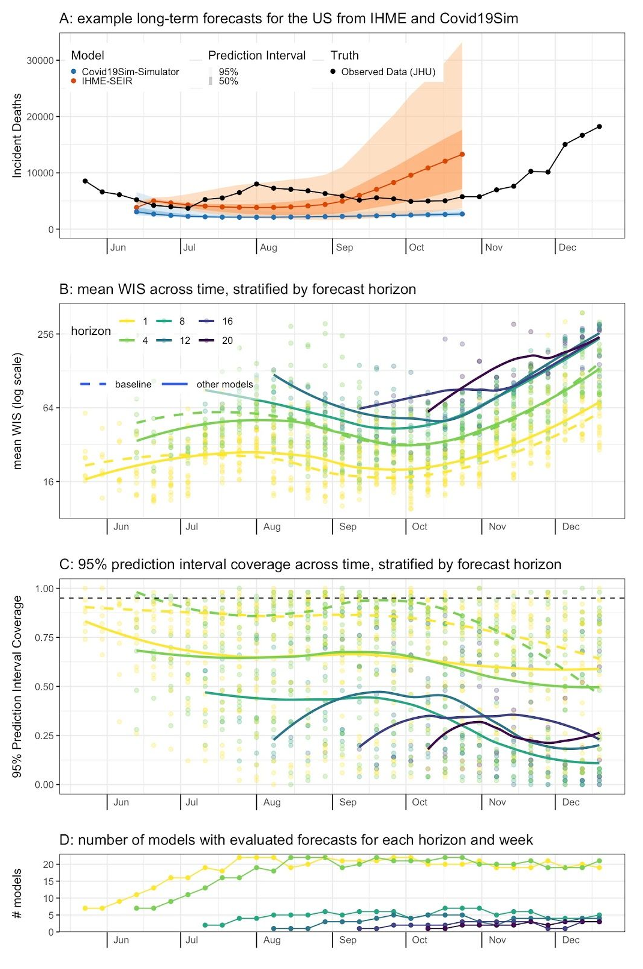 A: example long-term forecasts for the US from IHME and Covid19Sim
Model Prediction Interval Truth
Covid19Sim-Simulator 95% Observed Data (JHU)
IHME-SEIR 50%
Incident Deaths
30000
20000
10000
0
Jun Jul Aug Sep Oct Nov Dec
B: mean WIS across time, stratified by forecast horizon
horizon 1 8 16
4 12 20
baseline other models
mean WIS (log scale)
256
64
16
Jun Jul Aug Sep Oct Nov Dec
C: 95% prediction interval coverage across time, stratified by forecast horizon
95% Prediction Interval Coverage
1.00
0.75
0.50
0.25
0.00
Jun Jul Aug Sep Oct Nov Dec
D: number of models with evaluated forecasts for each horizon and week
# models
20
15
10
5
0
Jun Jul Aug Sep Oct Nov Dec